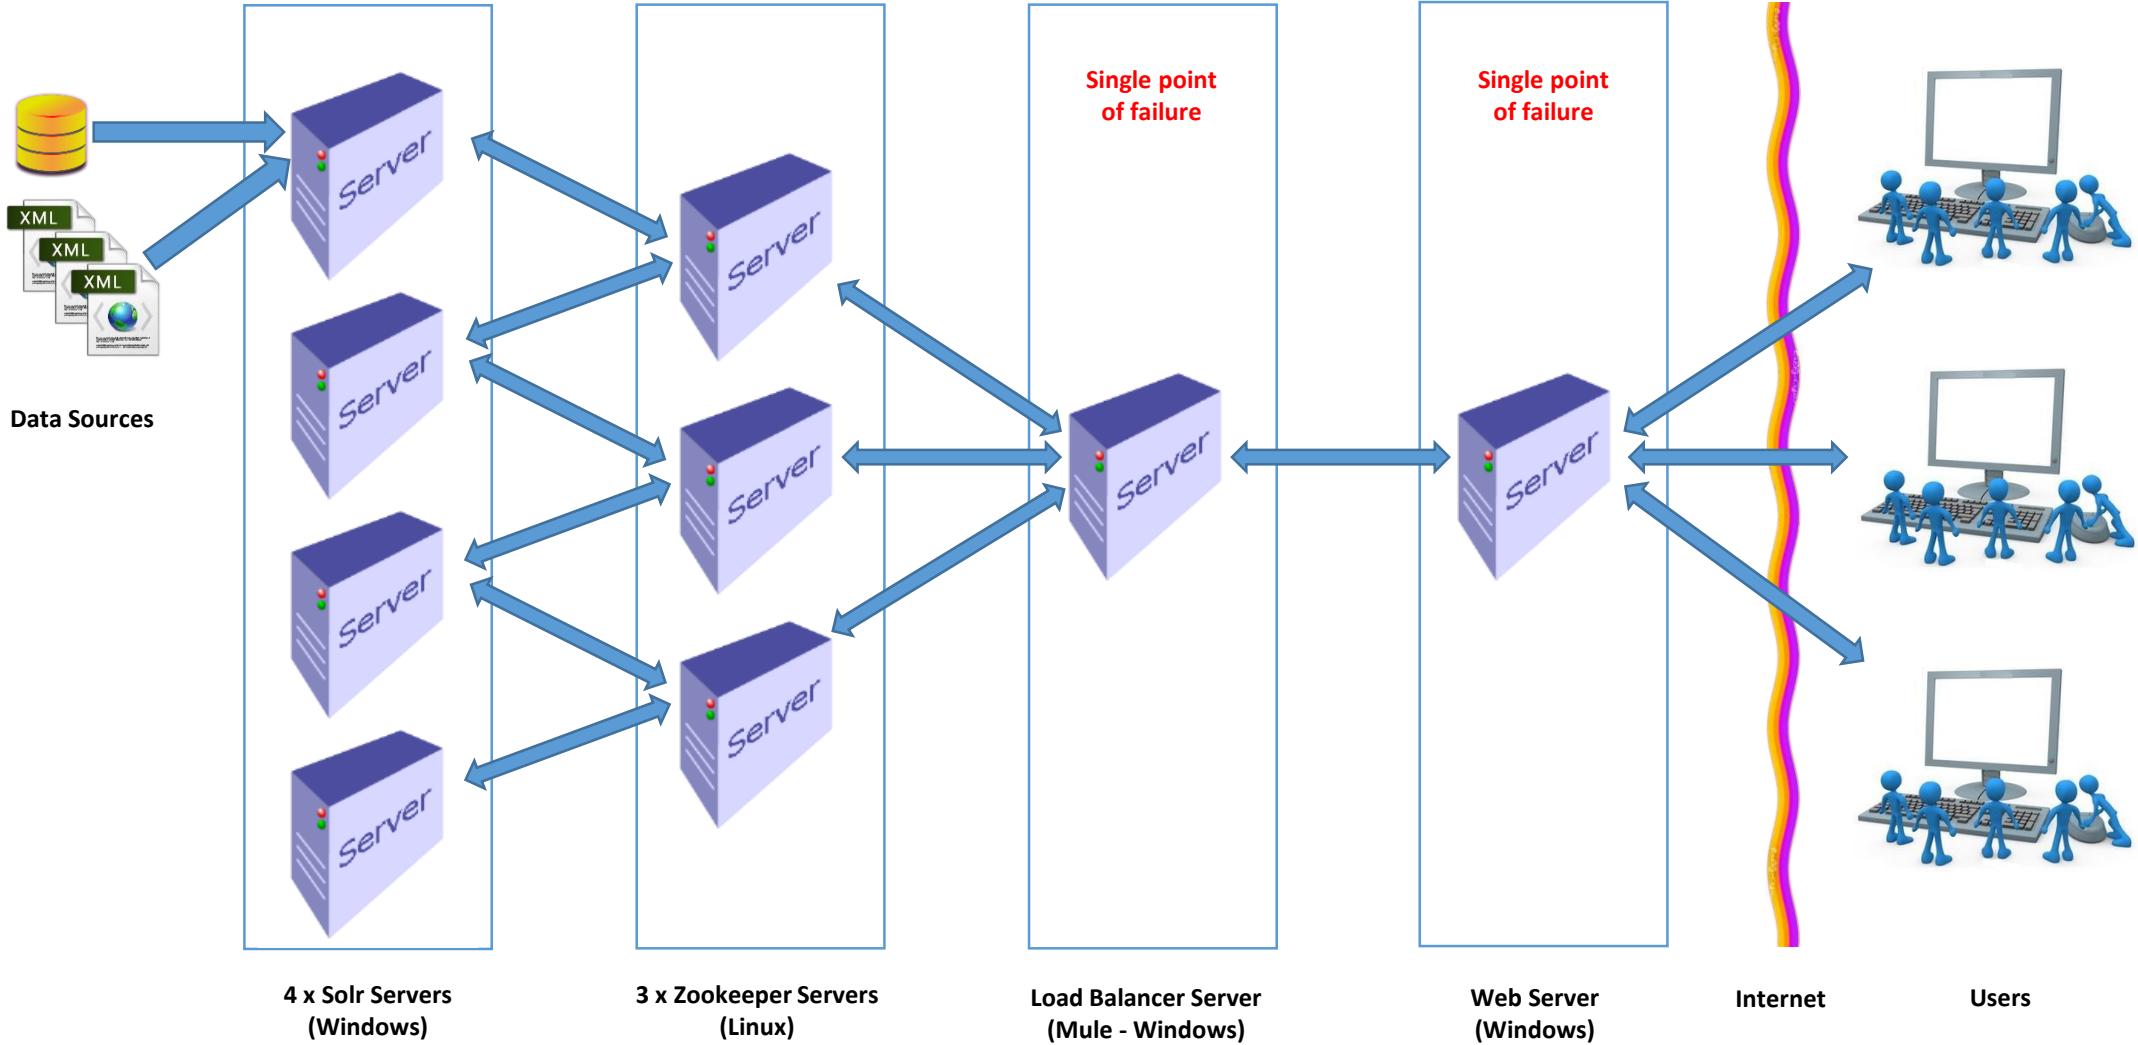 Single point
of failure
Single point
of failure
XML
XML
XML
Data Sources
Server
Server
Server
Server
Server
Server
Server
Server
Server
4 x Solr Servers
(Windows)
3 x Zookeeper Servers
(Linux)
Load Balancer Server
(Mule - Windows)
Web Server
(Windows)
Internet
Users